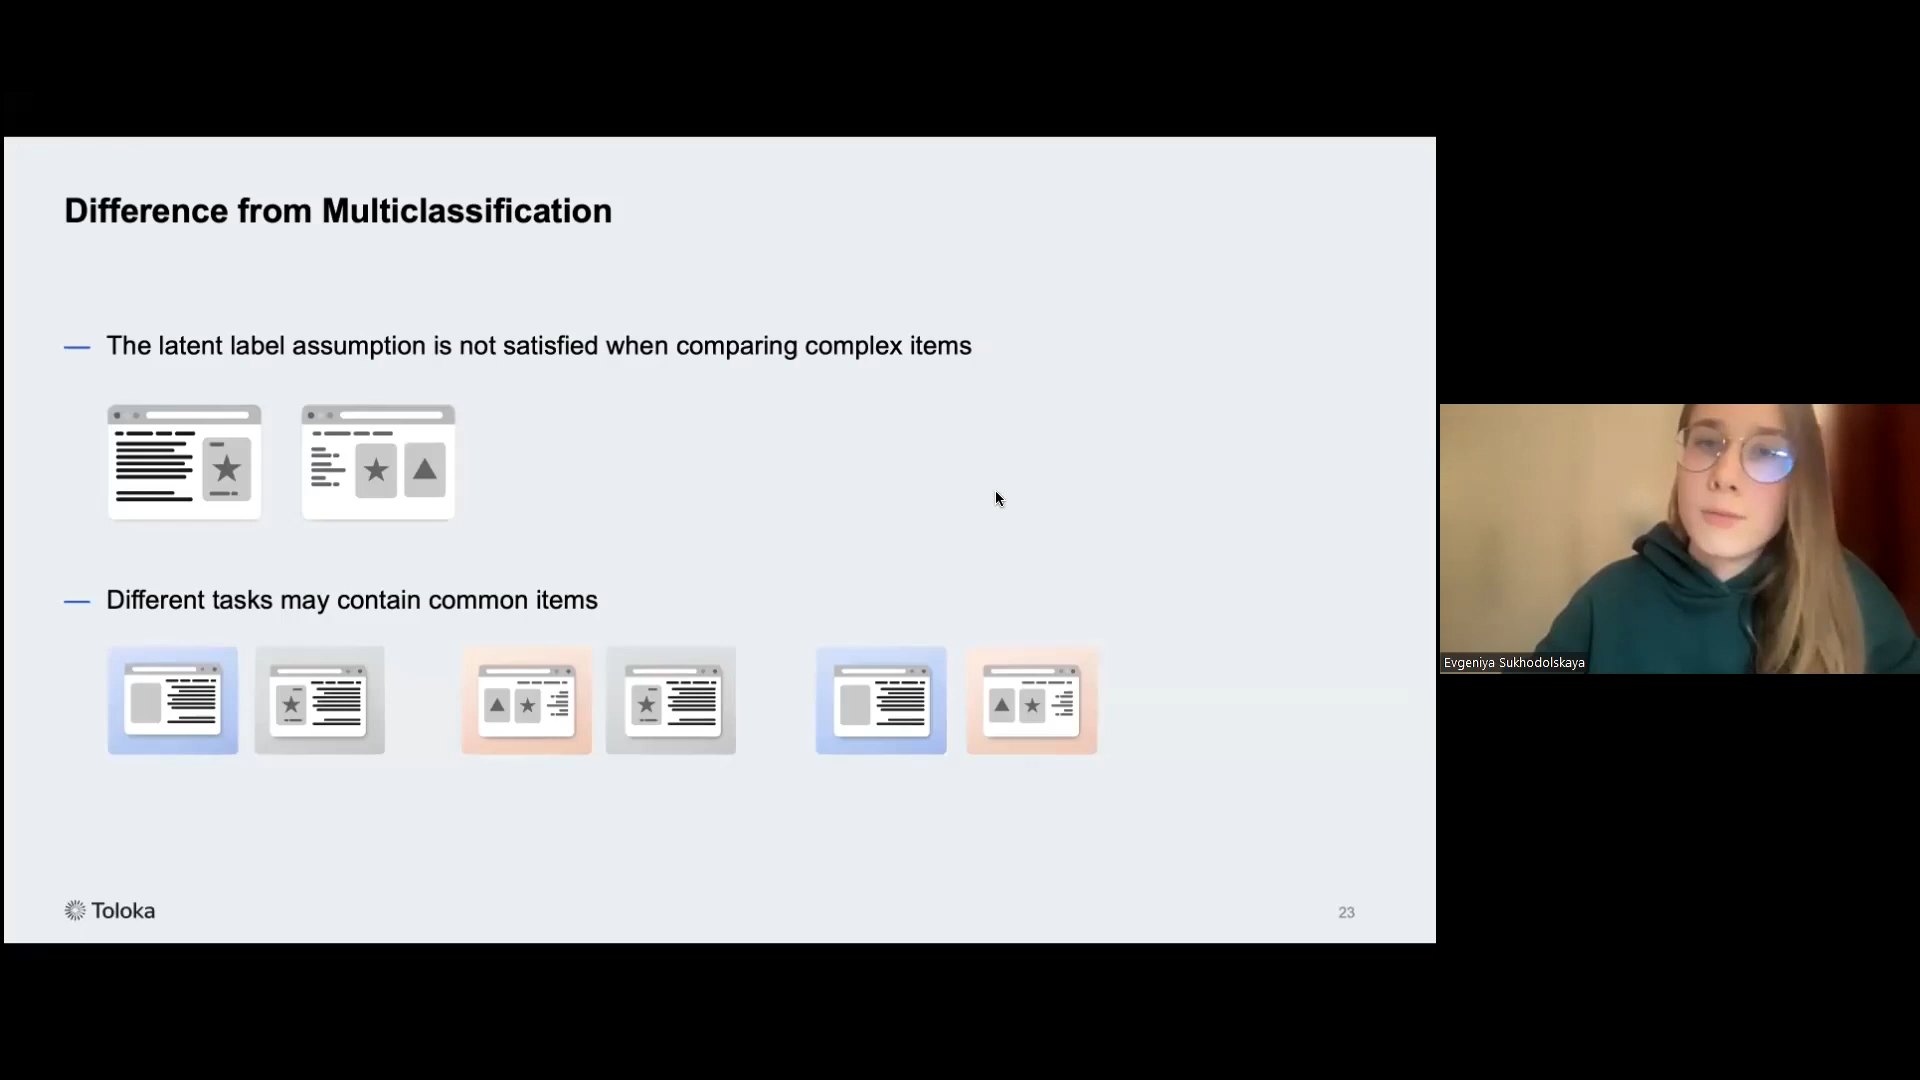 Difference from Multiclassification
The latent label assumption is not satisfied when comparing complex items
Different tasks may contain common items
Evgeniya Sukhodolskaya
Toloka
23